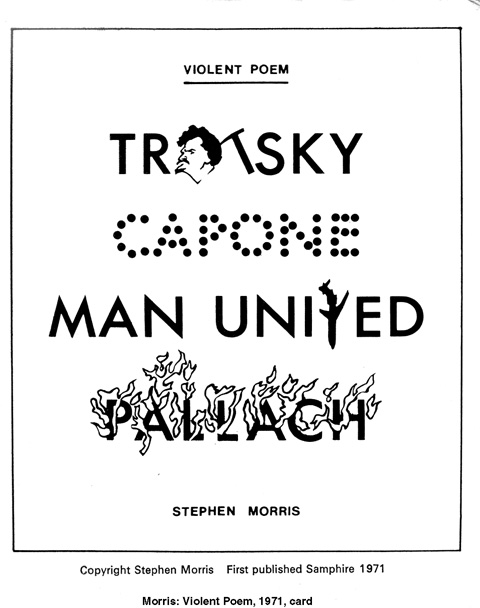 VIOLENT POEM
TROTSKY
CAPONE
MAN UNITED
PALLACH
STEPHEN MORRIS
Copyright Stephen Morris First published Samphire 1971
Morris: Violent Poem, 1971, card